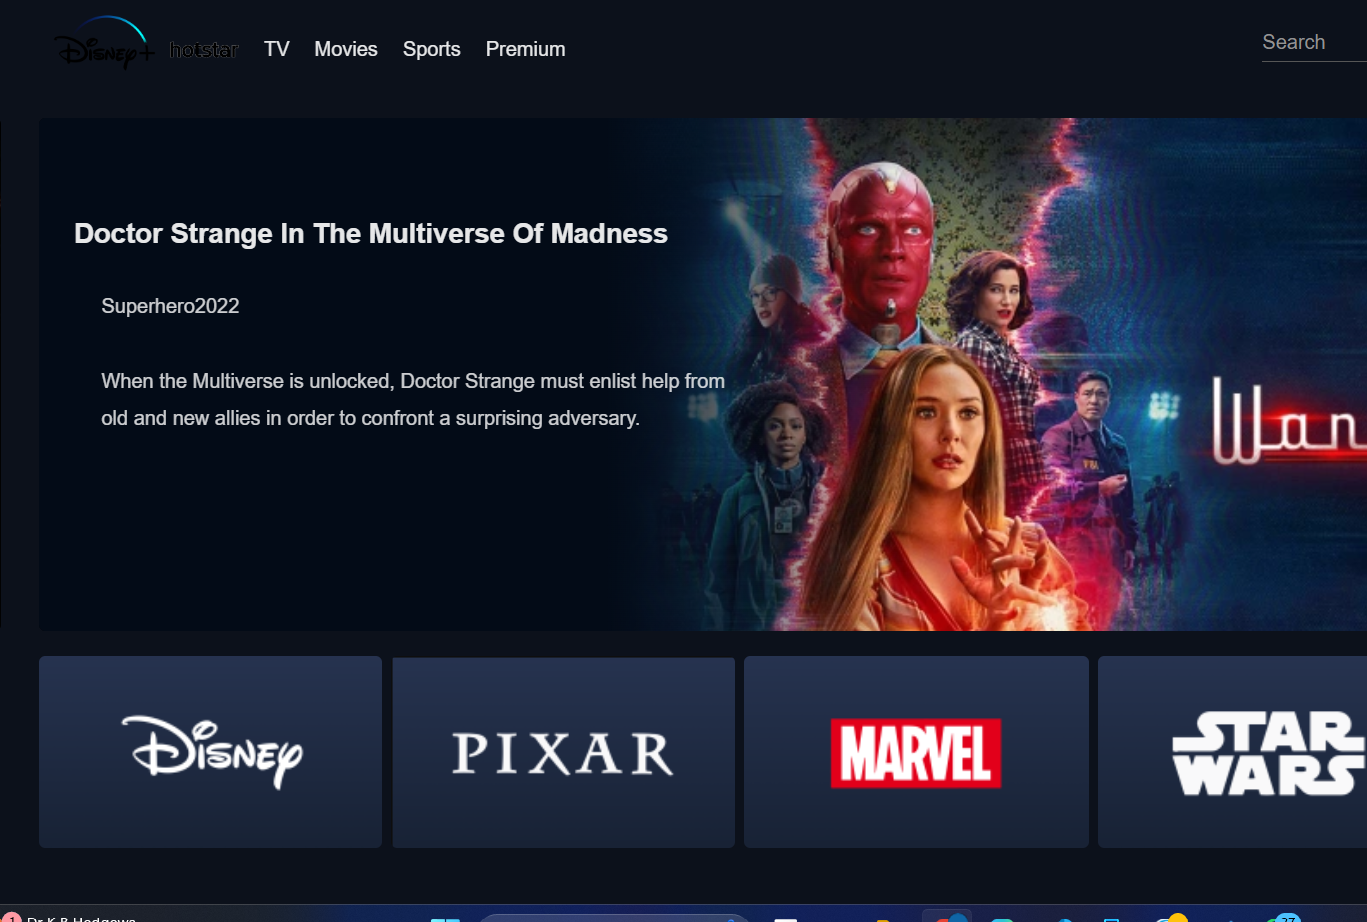 Disney+ hotstar TV Movies Sports Premium Search
Doctor Strange In The Multiverse Of Madness
Superhero2022
When the Multiverse is unlocked, Doctor Strange must enlist help from
old and new allies in order to confront a surprising adversary.
Wan
Disney PIXAR MARVEL STAR
WARS